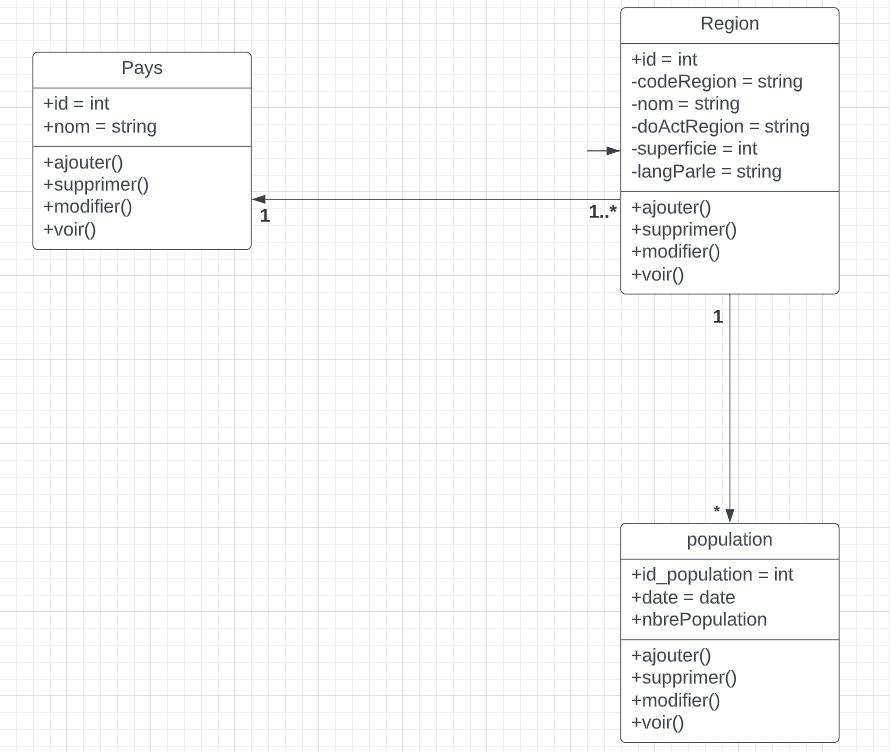 Pays
+id = int
+nom = string
+ajouter()
+supprimer()
+modifier()
+voir()
1
1..*
Region
+id = int
-codeRegion = string
-nom = string
-doActRegion = string
-superficie = int
-langParle = string
+ajouter()
+supprimer()
+modifier()
+voir()
1
*
population
+id_population = int
+date = date
+nbrePopulation
+ajouter()
+supprimer()
+modifier()
+voir()